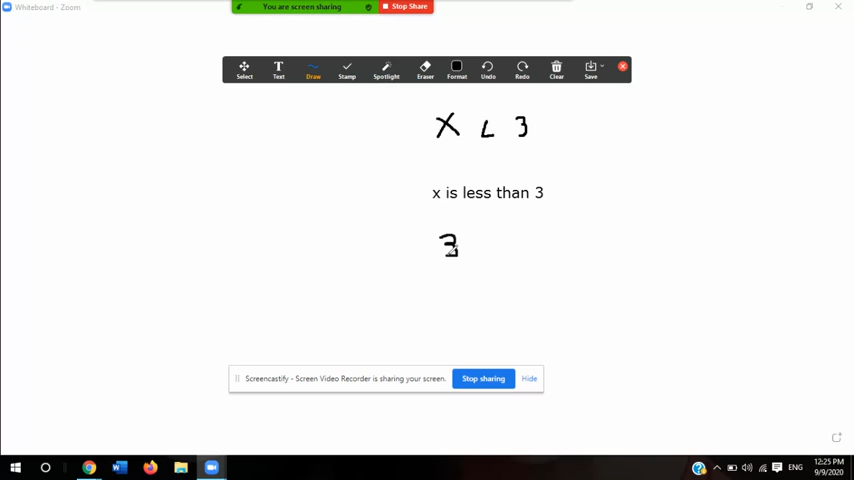 Whiteboard - Zoom
You are screen sharing Stop Share
Select Text Draw Stamp Spotlight Eraser Format Undo Redo Clear Save
X < 3
x is less than 3
3
Screencastify - Screen Video Recorder is sharing your screen. Stop sharing Hide
ENG 12:25 PM
9/9/2020